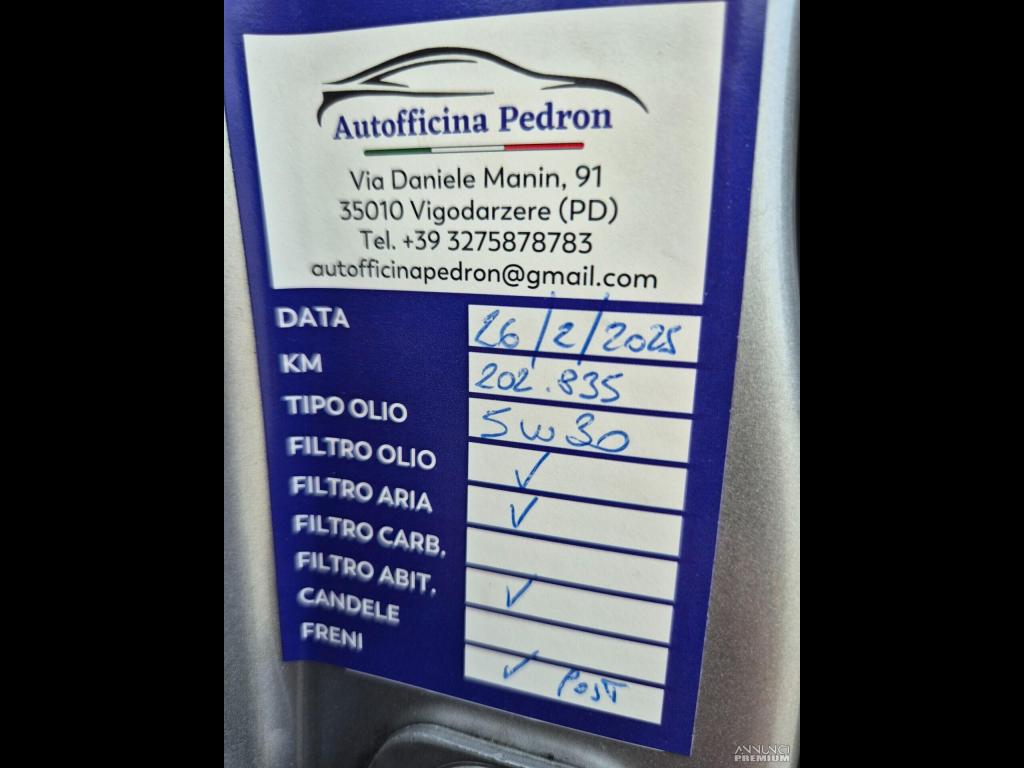 Autofficina Pedron
Via Daniele Manin, 91
35010 Vigodarzere (PD)
Tel. +39 3275878783
autofficinapedron@gmail.com
DATA 26/2/2025
KM 202.835
TIPO OLIO 5W30
FILTRO OLIO ✓
FILTRO ARIA ✓
FILTRO CARB.
FILTRO ABIT. ✓
CANDELE
FRENI ✓ POST
ANNUNCI
PREMIUM